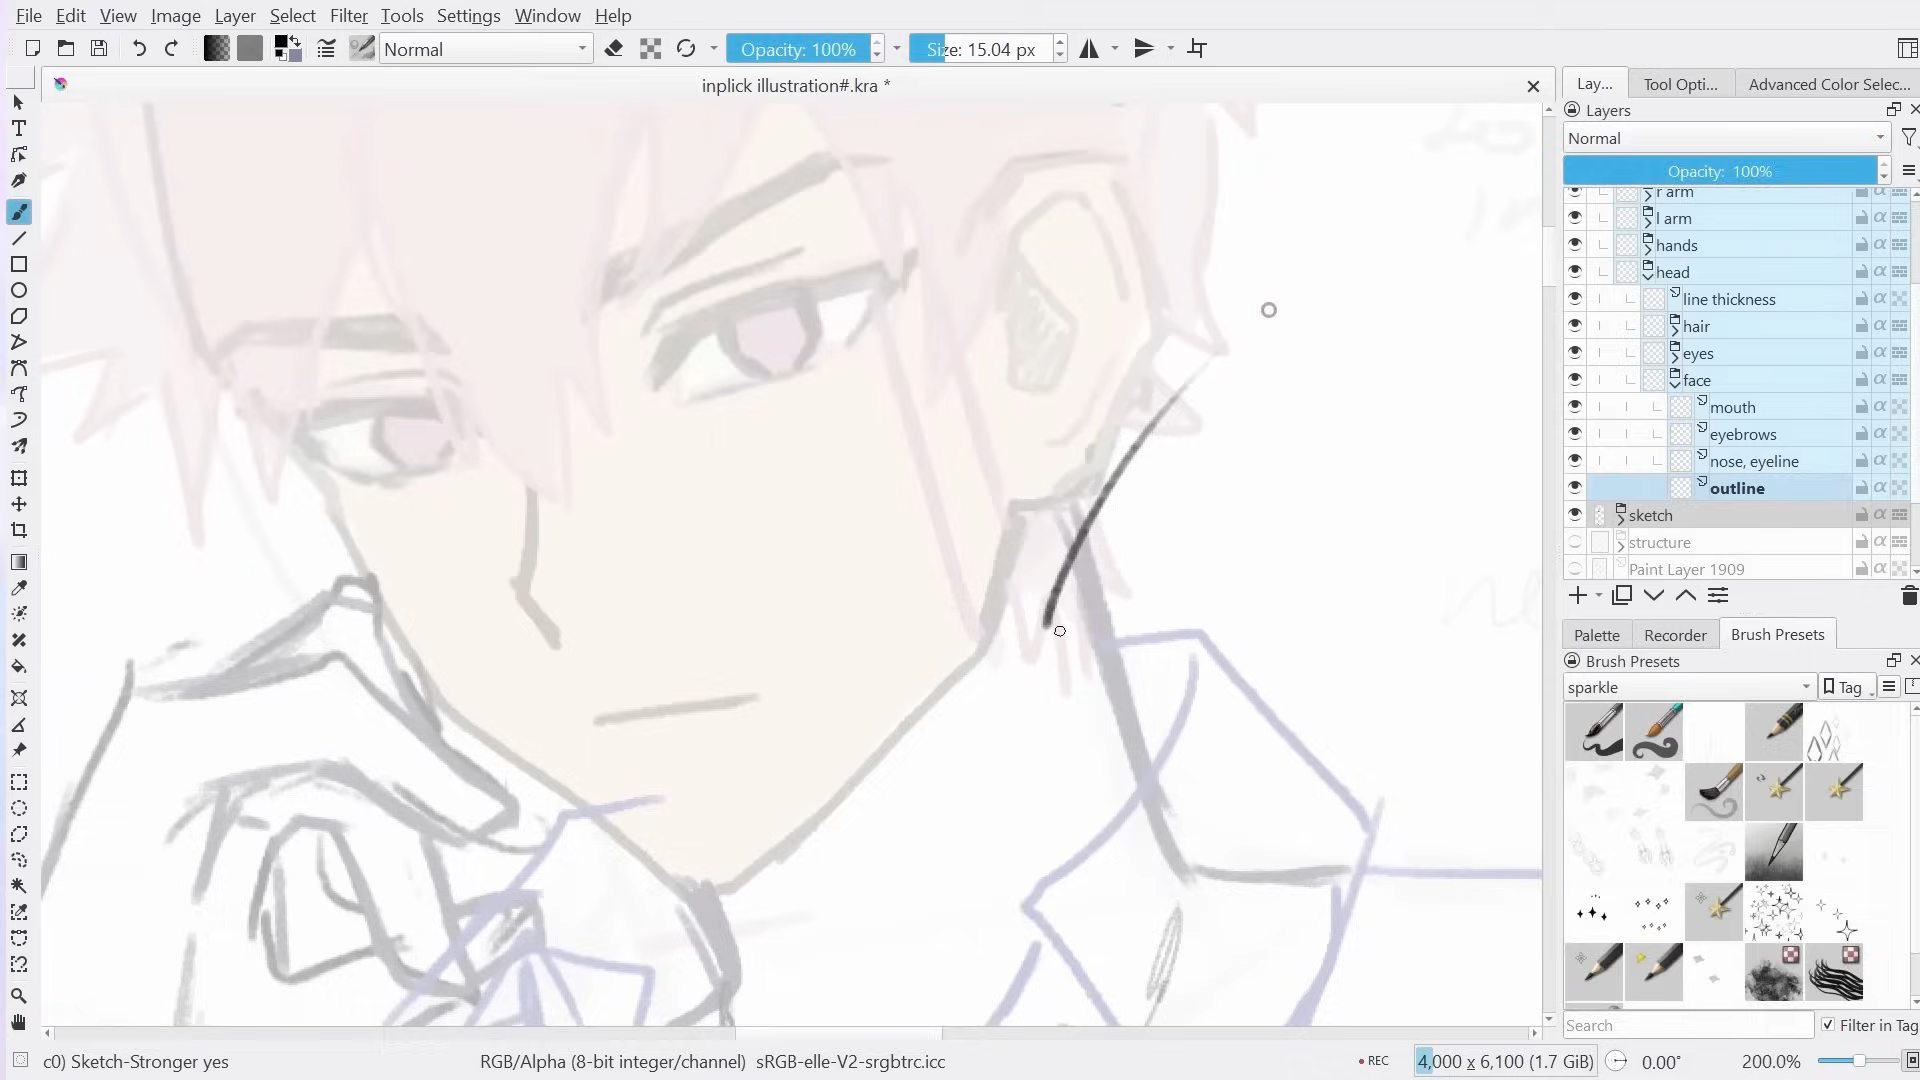 File Edit View Image Layer Select Filter Tools Settings Window Help
Normal Opacity: 100% Size: 15.04 px
inplick illustration#.kra *
Lay... Tool Opti... Advanced Color Selec...
Layers
Normal
Opacity: 100%
r arm
l arm
hands
head
line thickness
hair
eyes
face
mouth
eyebrows
nose, eyeline
outline
sketch
structure
Paint Layer 1909
Palette Recorder Brush Presets
Brush Presets
sparkle Tag
Search Filter in Tag
c0) Sketch-Stronger yes RGB/Alpha (8-bit integer/channel) sRGB-elle-V2-srgbtrc.icc REC 4,000 x 6,100 (1.7 GiB) 0.00° 200.0%